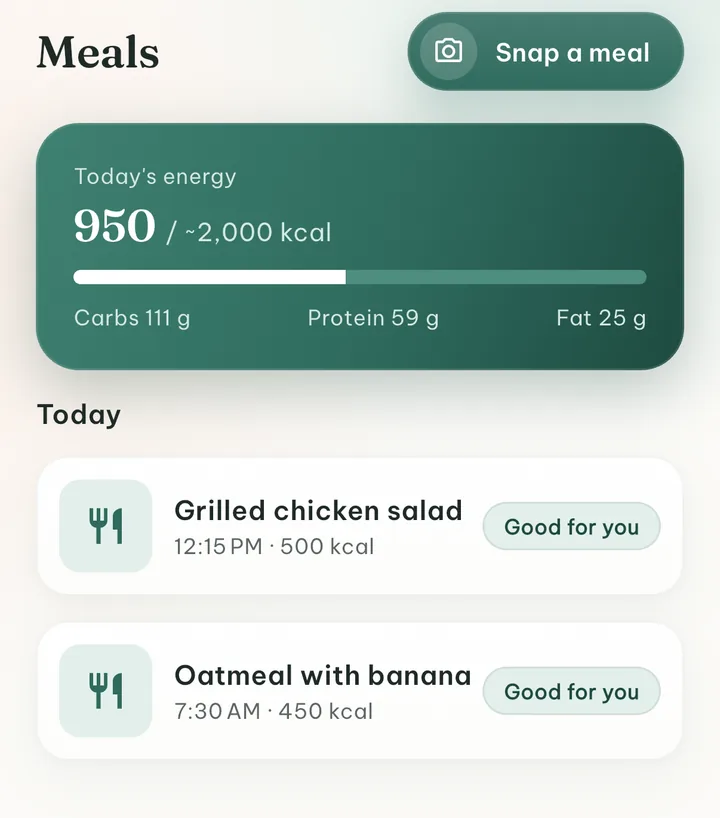 Meals
Snap a meal
Today's energy
950 / ~2,000 kcal
Carbs 111 g
Protein 59 g
Fat 25 g
Today
Grilled chicken salad
12:15 PM · 500 kcal
Good for you
Oatmeal with banana
7:30 AM · 450 kcal
Good for you